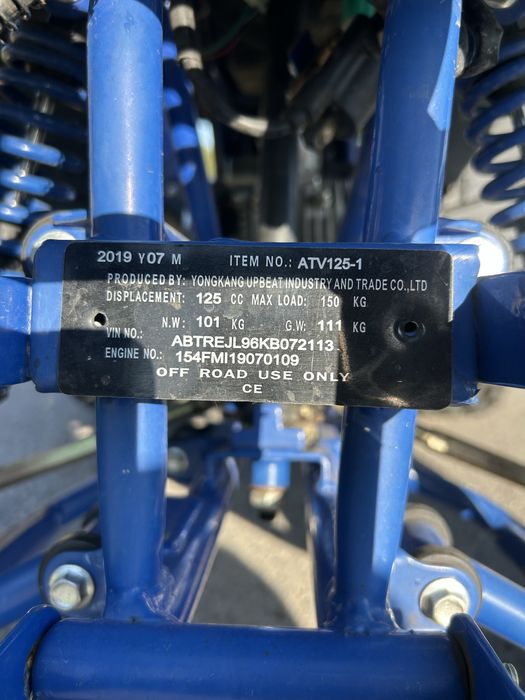 2019 Y 07 M ITEM NO.: ATV125-1
PRODUCED BY: YONGKANG UPBEAT INDUSTRY AND TRADE CO.,LTD
DISPLACEMENT: 125 CC MAX LOAD: 150 KG
N.W: 101 KG G.W: 111 KG
VIN NO.: ABTREJL96KB072113
ENGINE NO.: 154FMI19070109
OFF ROAD USE ONLY
CE